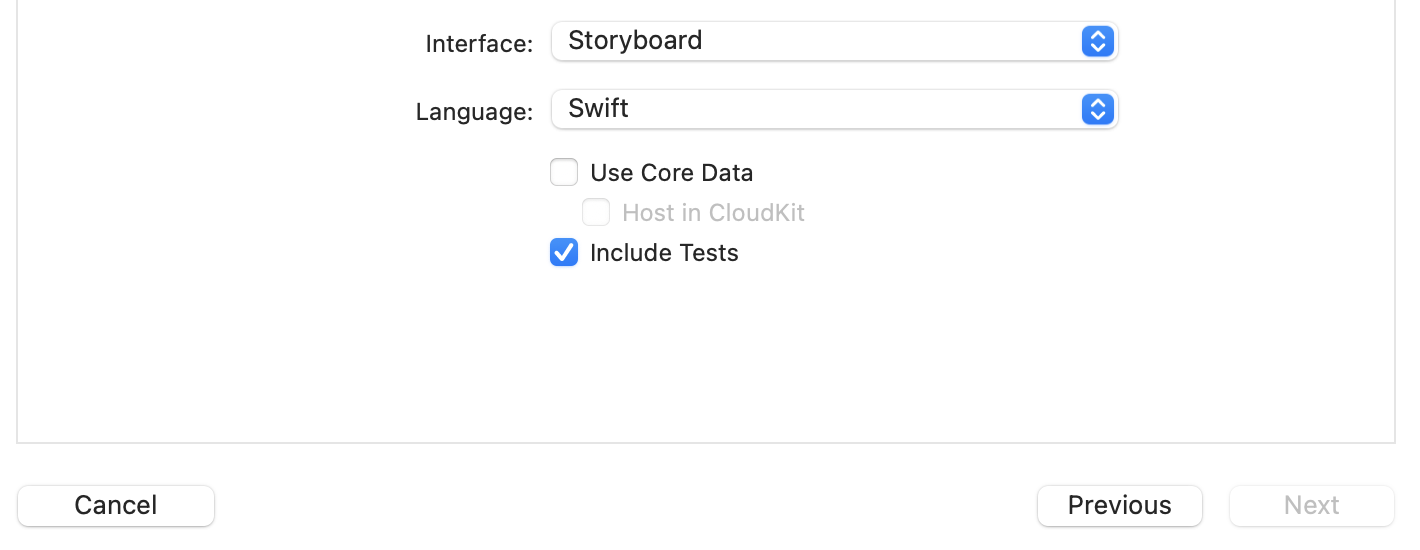 Interface: Storyboard
Language: Swift
Use Core Data
Host in CloudKit
Include Tests
Cancel Previous Next